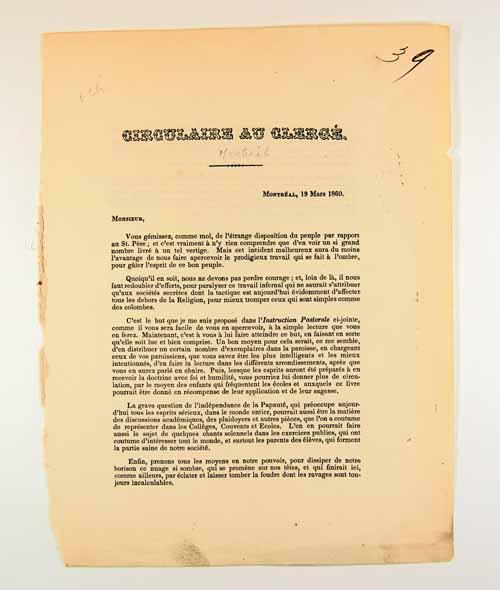 39
CIRCULAIRE AU CLERGÉ.
Montréal
MONTRÉAL, 19 MARS 1860.
MONSIEUR,
Vous gémissez, comme moi, de l'étrange disposition du peuple par rapport
au St. Père ; et c'est vraiment à n'y rien comprendre que d'en voir un si grand
nombre livré à un tel vertige. Mais cet incident malheureux aura du moins
l'avantage de nous faire apercevoir le prodigieux travail qui se fait à l'ombre,
pour gâter l'esprit de ce bon peuple.
Quoiqu'il en soit, nous ne devons pas perdre courage ; et, loin de là, il nous
faut redoubler d'efforts, pour paralyser ce travail infernal qui ne saurait s'attribuer
qu'aux sociétés secrètes dont la tactique est aujourd'hui évidemment d'affecter
tous les dehors de la Religion, pour mieux tromper ceux qui sont simples comme
des colombes.
C'est le but que je me suis proposé dans l'Instruction Pastorale ci-jointe,
comme il vous sera facile de vous en apercevoir, à la simple lecture que vous
en ferez. Maintenant, c'est à vous à lui faire atteindre ce but, en faisant en sorte
qu'elle soit lue et bien comprise. Un bon moyen pour cela serait, ce me semble,
d'en distribuer un certain nombre d'exemplaires dans la paroisse, en chargeant
ceux de vos paroissiens, que vous savez être les plus intelligents et les mieux
intentionnés, d'en faire la lecture dans les différents arrondissements, après que
vous en aurez parlé en chaire. Puis, lorsque les esprits auront été préparés à en
recevoir la doctrine avec foi et humilité, vous pourriez lui donner plus de circu-
lation, par le moyen des enfants qui fréquentent les écoles et auxquels ce livre
pourrait être donné en récompense de leur application et de leur sagesse.
La grave question de l'indépendance de la Papauté, qui préoccupe aujour-
d'hui tous les esprits sérieux, dans le monde entier, pourrait aussi être la matière
des discussions académiques, des plaidoyers et autres pièces, que l'on a coutume
de représenter dans les Collèges, Couvents et Ecoles. L'on en pourrait faire
aussi le sujet de quelques chants solennels dans les exercices publics, qui ont
coutume d'intéresser tout le monde, et surtout les parents des élèves, qui forment
la partie saine de notre société.
Enfin, prenons tous les moyens en notre pouvoir, pour dissiper de notre
horison ce nuage si sombre, qui se promène sur nos têtes, et qui finirait ici,
comme ailleurs, par éclater et laisser tomber la foudre dont les ravages sont tou-
jours incalculables.